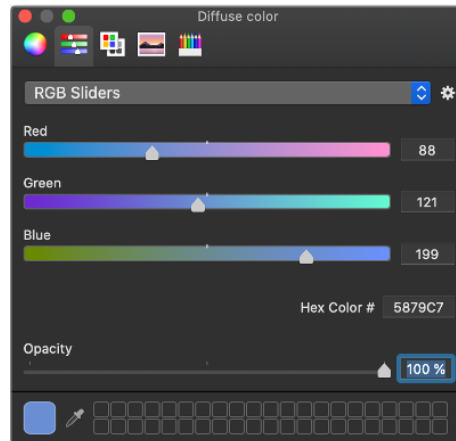 Diffuse color
RGB Sliders
Red
88
Green
121
Blue
199
Hex Color # 5879C7
Opacity
100 %